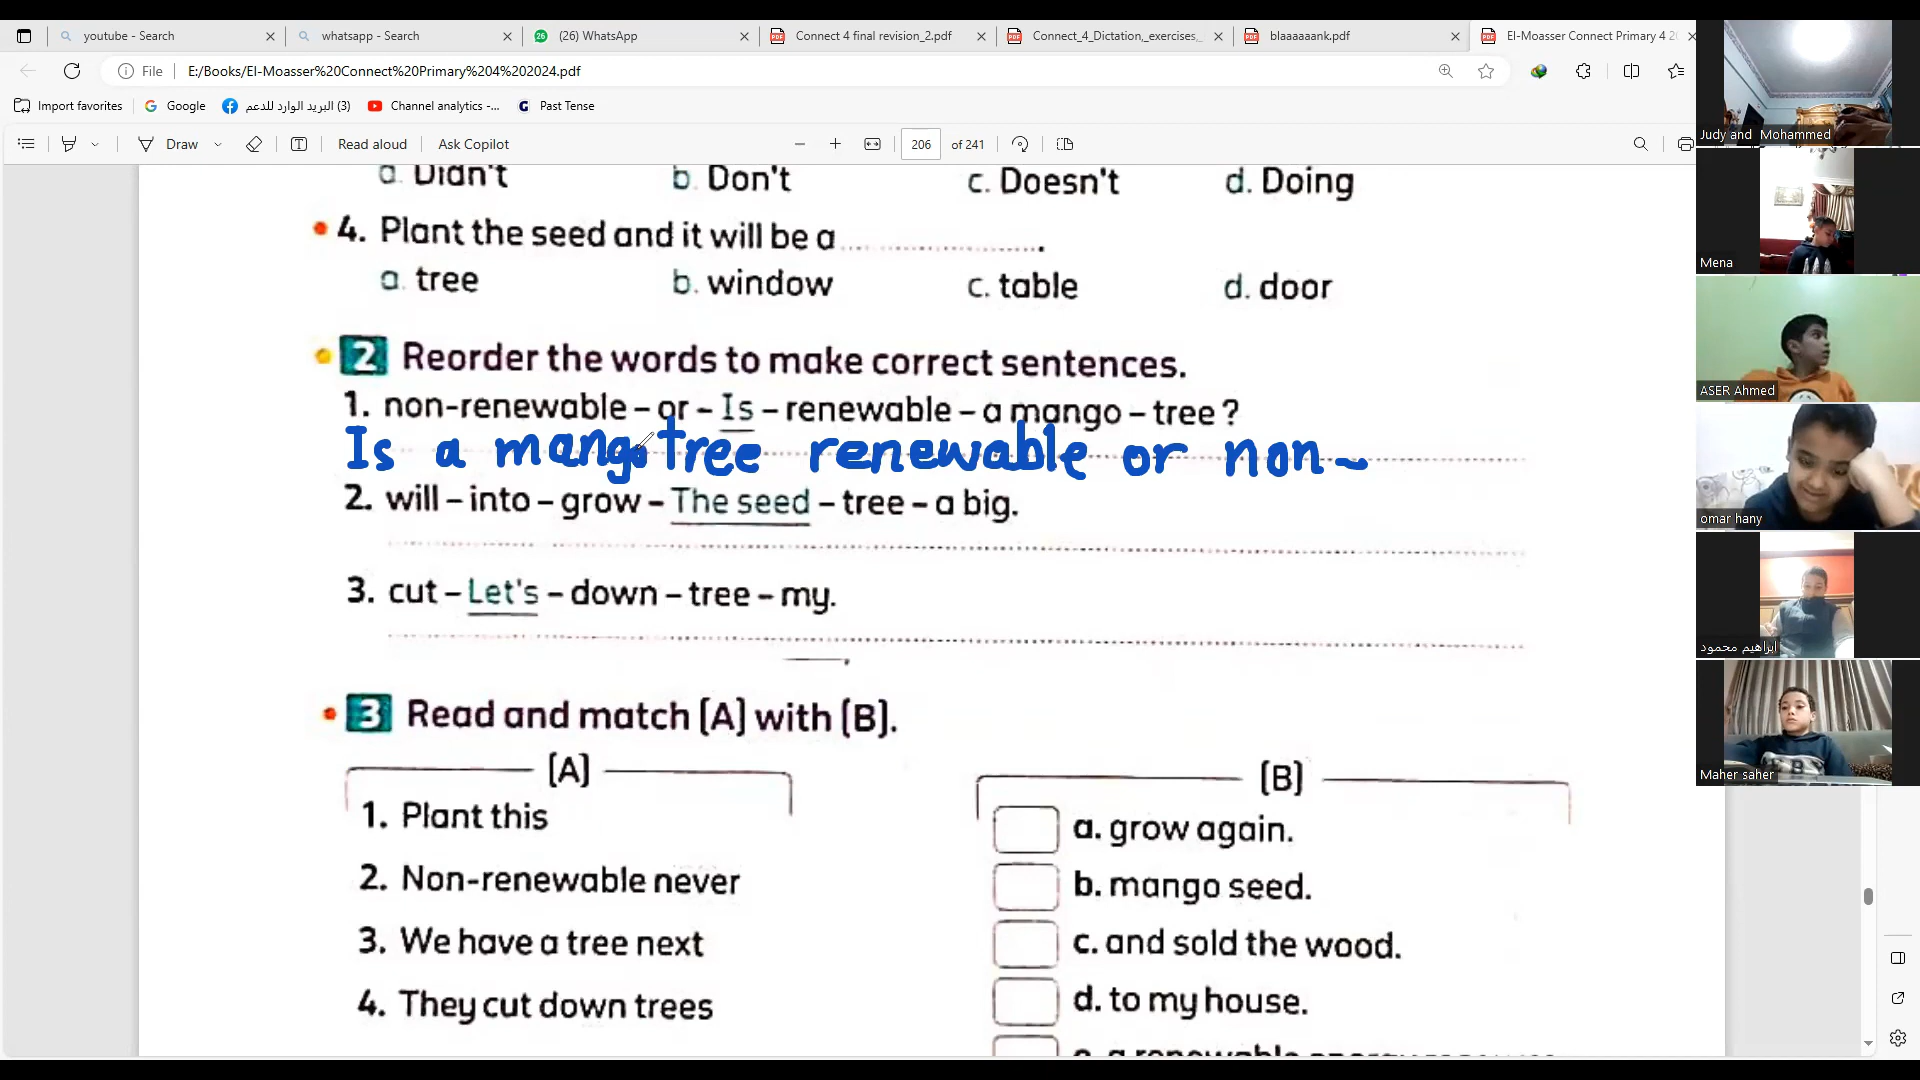 youtube - Search
whatsapp - Search
(26) WhatsApp
Connect 4 final revision_2.pdf
Connect_4_Dictation,_exercises,_
blaaaaaank.pdf
El-Moasser Connect Primary 4 20
File
E:/Books/El-Moasser%20Connect%20Primary%204%202024.pdf
Import favorites
Google
(3) البريد الوارد للدعم
Channel analytics -...
Past Tense
Draw
Read aloud
Ask Copilot
206 of 241
a. Didn't b. Don't c. Doesn't d. Doing
4. Plant the seed and it will be a ......................
a. tree b. window c. table d. door
2 Reorder the words to make correct sentences.
1. non-renewable – or – Is – renewable – a mango – tree ?
Is a mango tree renewable or non-
2. will – into – grow – The seed – tree – a big.
3. cut – Let's – down – tree – my.
3 Read and match (A) with (B).
(A)
1. Plant this
2. Non-renewable never
3. We have a tree next
4. They cut down trees
(B)
a. grow again.
b. mango seed.
c. and sold the wood.
d. to my house.
Judy and Mohammed
Mena
ASER Ahmed
omar hany
ابراهيم محمود
Maher saher